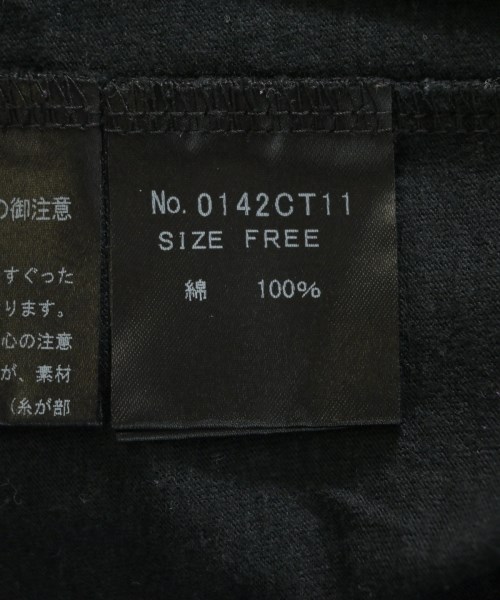 の御注意
すぐった
ります。
心の注意
が、素材
(糸が部
No. 0142CT11
SIZE FREE
綿 100%